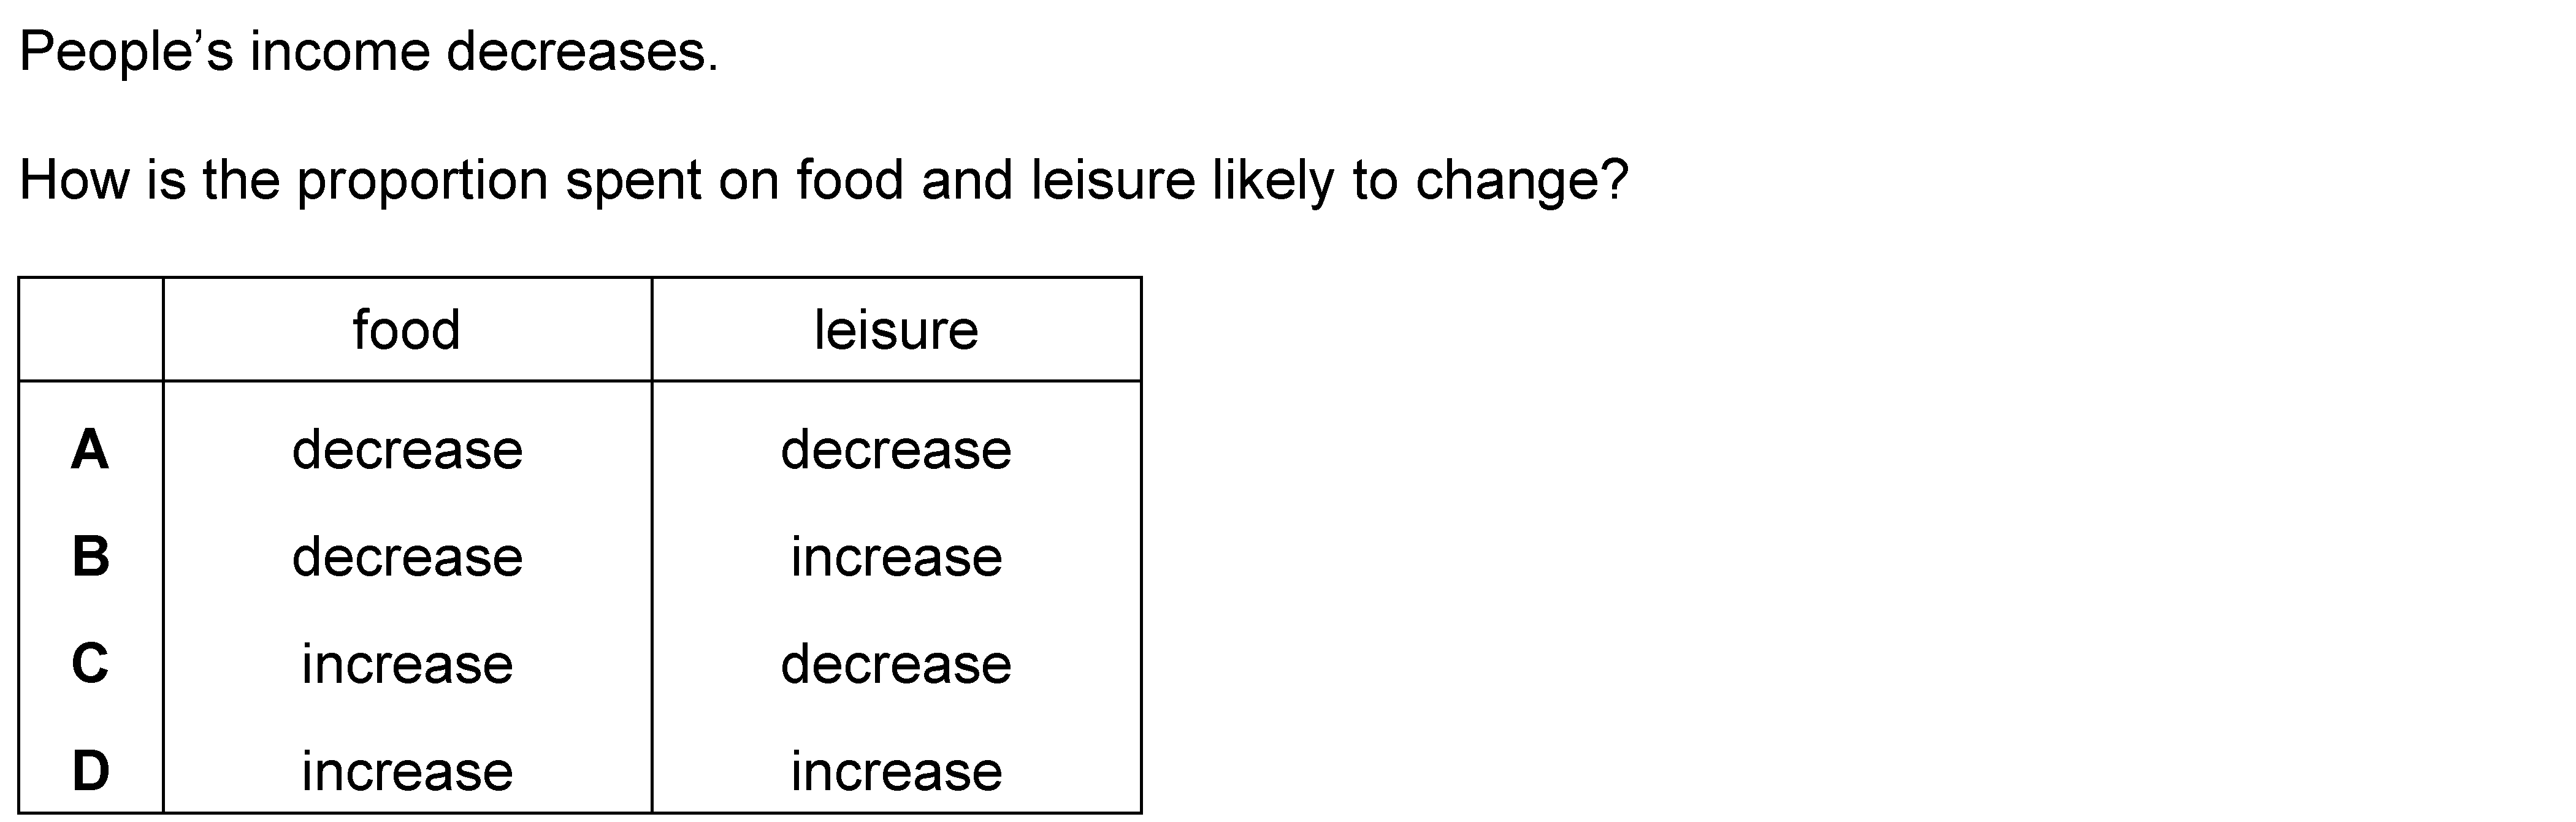 People’s income decreases.
How is the proportion spent on food and leisure likely to change?
food leisure
A decrease decrease
B decrease increase
C increase decrease
D increase increase